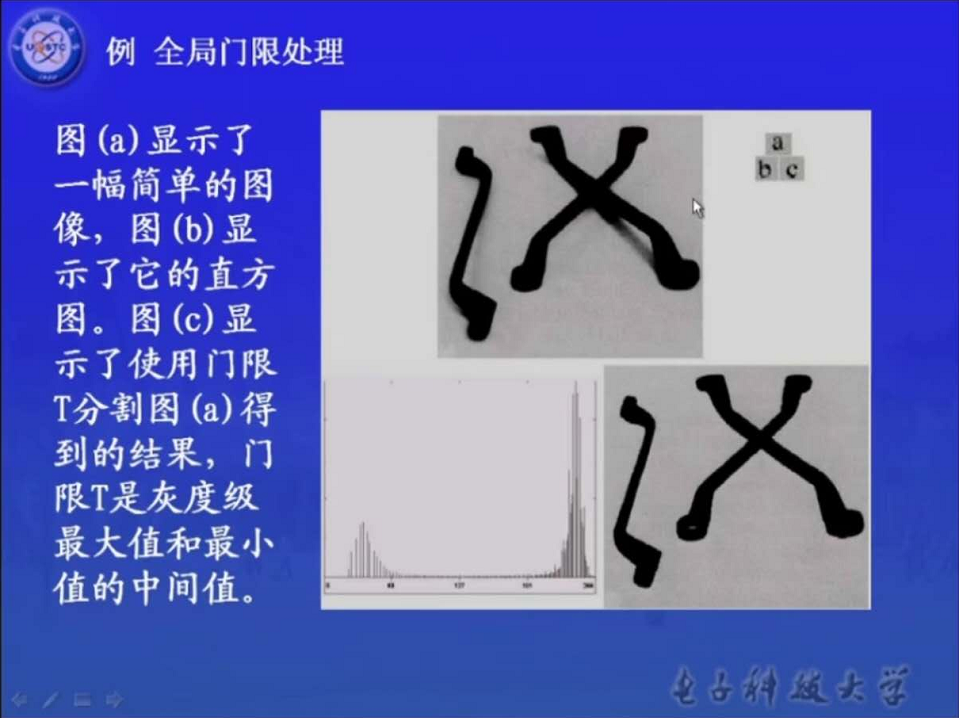 例 全局门限处理
图(a)显示了
一幅简单的图
像，图(b)显
示了它的直方
图。图(c)显
示了使用门限
T分割图(a)得
到的结果，门
限T是灰度级
最大值和最小
值的中间值。
a
b c
0 127 191
电子科技大学